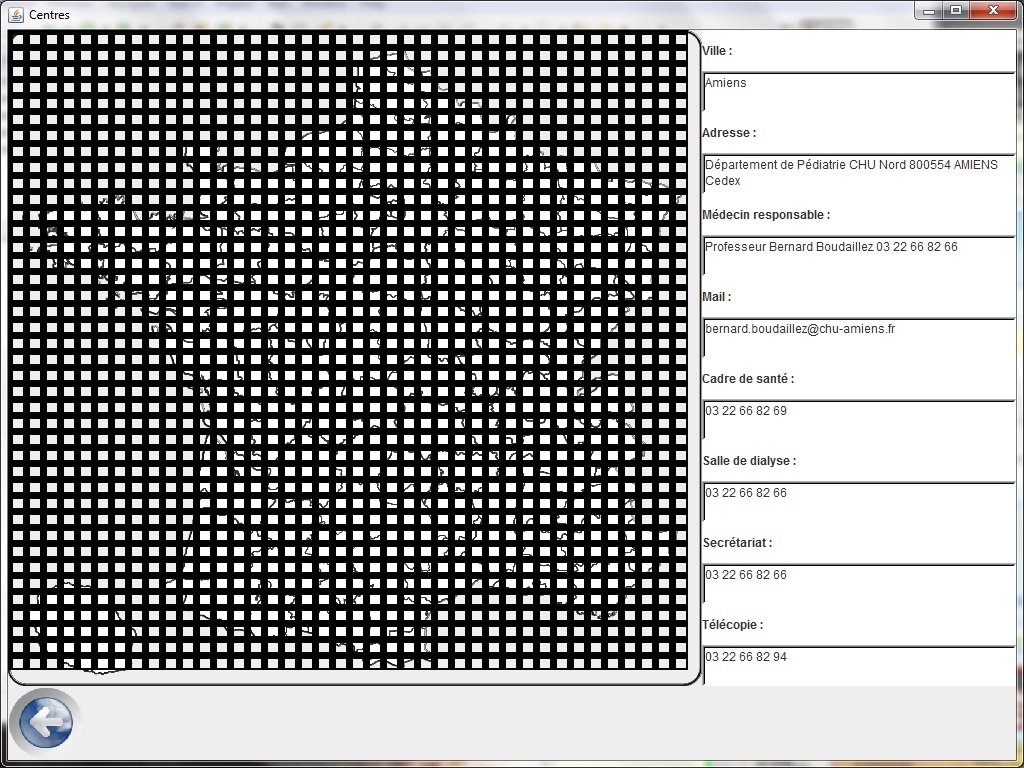 Centres
Ville :
Amiens
Adresse :
Département de Pédiatrie CHU Nord 800554 AMIENS
Cedex
Médecin responsable :
Professeur Bernard Boudaillez 03 22 66 82 66
Mail :
bernard.boudaillez@chu-amiens.fr
Cadre de santé :
03 22 66 82 69
Salle de dialyse :
03 22 66 82 66
Secrétariat :
03 22 66 82 66
Télécopie :
03 22 66 82 94